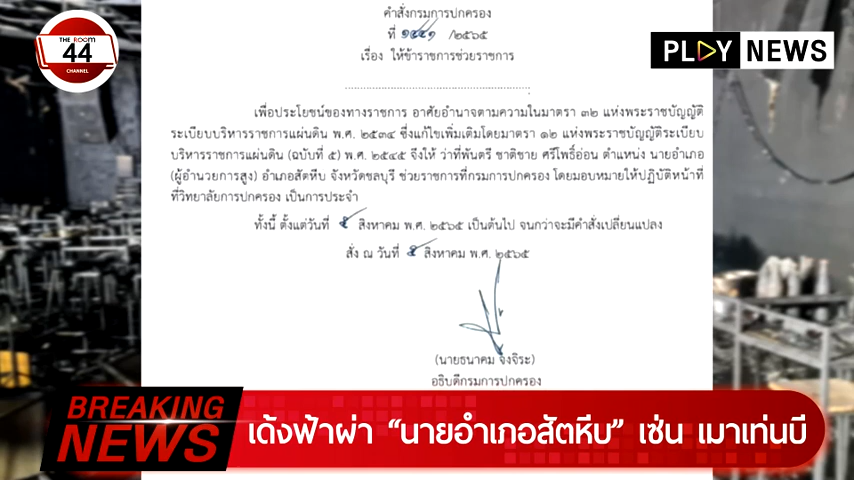 THE ROOM
44
CHANNEL
PLAY NEWS
คำสั่งกรมการปกครอง
ที่ ๑๔๔๑ /๒๕๖๕
เรื่อง ให้ข้าราชการช่วยราชการ
เพื่อประโยชน์ของทางราชการ อาศัยอำนาจตามความในมาตรา ๓๒ แห่งพระราชบัญญัติ
ระเบียบบริหารราชการแผ่นดิน พ.ศ. ๒๕๓๔ ซึ่งแก้ไขเพิ่มเติมโดยมาตรา ๑๒ แห่งพระราชบัญญัติระเบียบ
บริหารราชการแผ่นดิน (ฉบับที่ ๕) พ.ศ. ๒๕๔๕ จึงให้ ว่าที่พันตรี ชาติชาย ศรีโพธิ์อ่อน ตำแหน่ง นายอำเภอ
(ผู้อำนวยการสูง) อำเภอสัตหีบ จังหวัดชลบุรี ช่วยราชการที่กรมการปกครอง โดยมอบหมายให้ปฏิบัติหน้าที่
ที่วิทยาลัยการปกครอง เป็นการประจำ
ทั้งนี้ ตั้งแต่วันที่ ๕ สิงหาคม พ.ศ. ๒๕๖๕ เป็นต้นไป จนกว่าจะมีคำสั่งเปลี่ยนแปลง
สั่ง ณ วันที่ ๕ สิงหาคม พ.ศ. ๒๕๖๕
(นายธนาคม จงจิระ)
อธิบดีกรมการปกครอง
BREAKING
NEWS
เด้งฟ้าผ่า “นายอำเภอสัตหีบ” เซ่น เมาเท่นบี